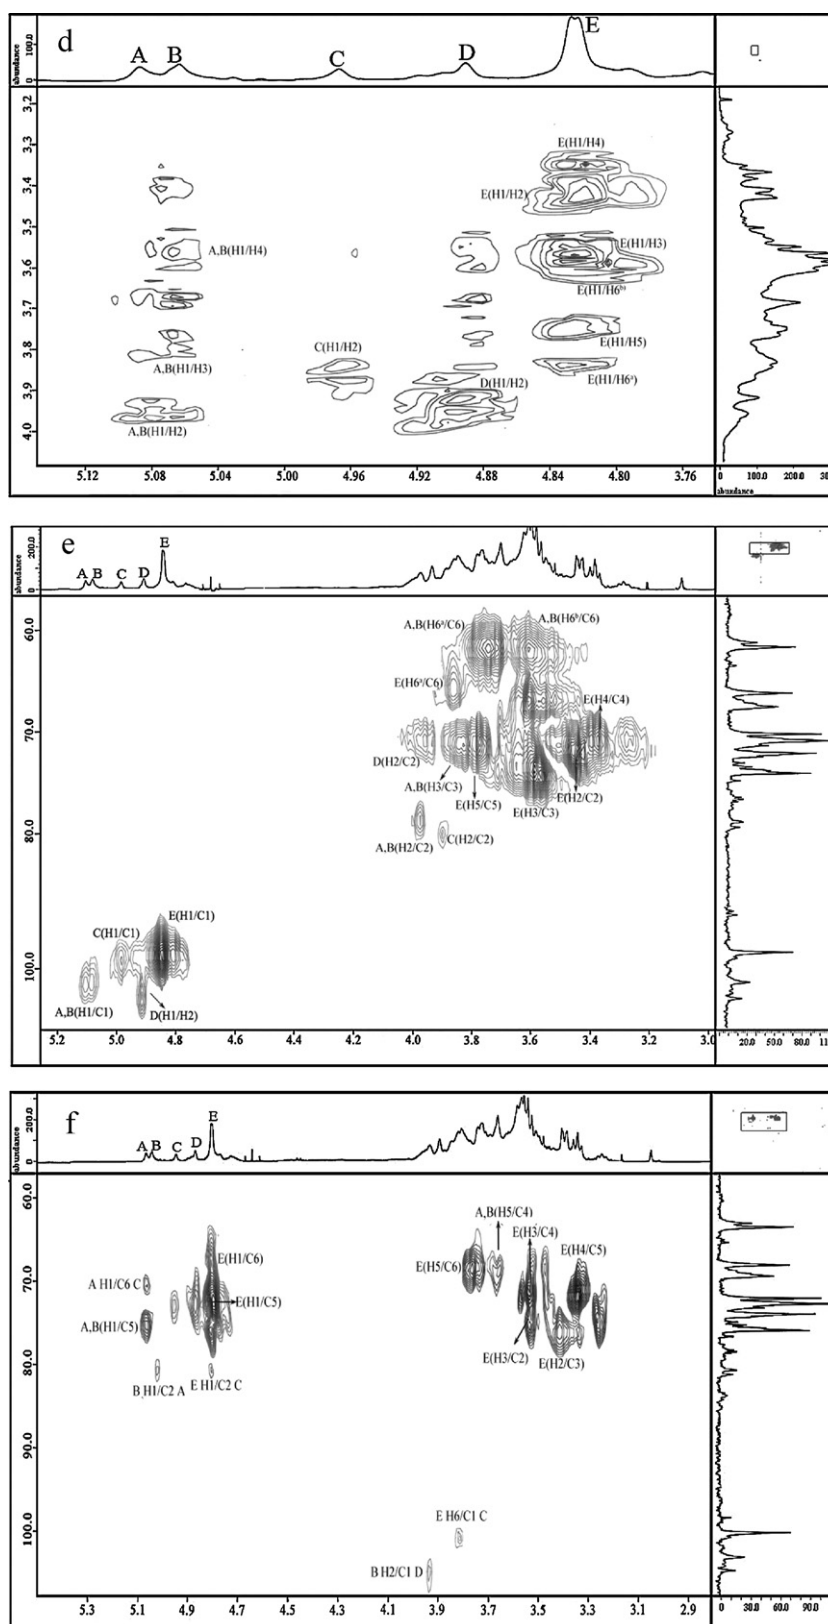 d
A B C D E
abundance
0 100.0
3.2
3.3
3.4
3.5
3.6
3.7
3.8
3.9
4.0
E(H1/H4)
E(H1/H2)
A,B(H1/H4)
E(H1/H3)
E(H1/H6ᵇ)
C(H1/H2)
E(H1/H5)
A,B(H1/H3)
D(H1/H2)
E(H1/H6ᵃ)
A,B(H1/H2)
5.12 5.08 5.04 5.00 4.96 4.92 4.88 4.84 4.80 3.76
0 100.0 200.0
abundance
e
A B C D E
abundance
0 200.0
60.0
70.0
80.0
100.0
A,B(H6ᵃ/C6) A,B(H6ᵇ/C6)
E(H6ᵃ/C6) E(H4/C4)
D(H2/C2)
A,B(H3/C3)
E(H5/C5) E(H2/C2)
E(H3/C3)
A,B(H2/C2) C(H2/C2)
E(H1/C1)
C(H1/C1)
A,B(H1/C1) D(H1/H2)
5.2 5.0 4.8 4.6 4.4 4.2 4.0 3.8 3.6 3.4 3.2 3.0
20.0 50.0 80.0
f
A B C D E
abundance
0 200.0
60.0
70.0
80.0
90.0
100.0
A,B(H5/C4)
E(H3/C4)
E(H1/C6) E(H5/C6) E(H4/C5)
A H1/C6 C
E(H1/C5)
A,B(H1/C5)
E(H3/C2) E(H2/C3)
B H1/C2 A E H1/C2 C
E H6/C1 C
B H2/C1 D
5.3 5.1 4.9 4.7 4.5 4.3 4.1 3.9 3.7 3.5 3.3 3.1 2.9
0 30.0 60.0 90.0